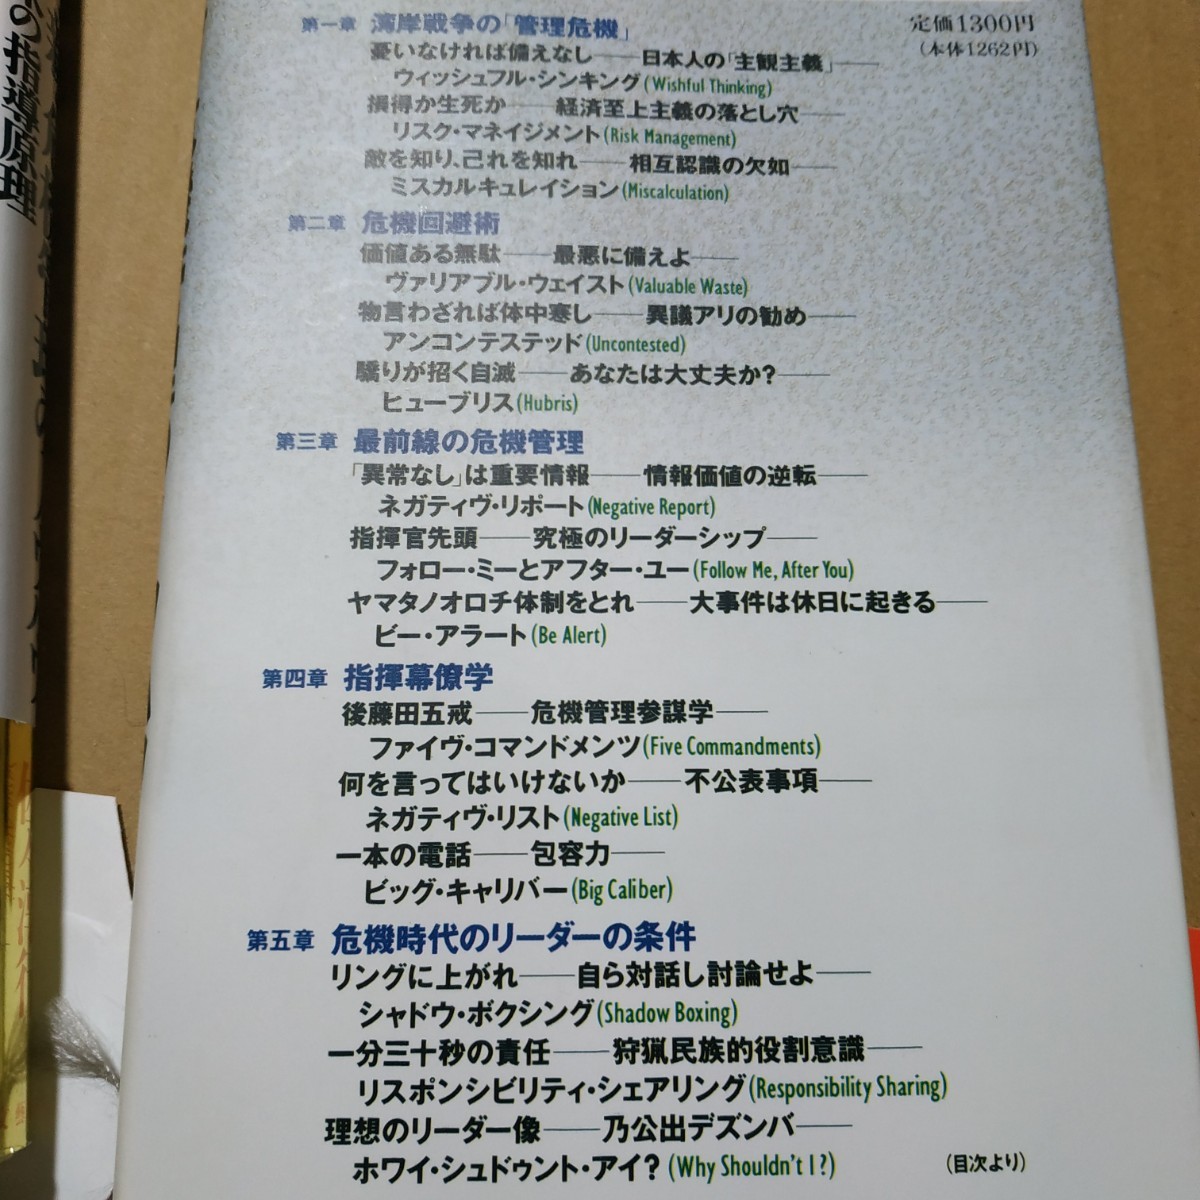 の指導原理
第一章 湾岸戦争の「管理危機」
定価1300円
(本体1262円)
憂いなければ備えなし——日本人の「主観主義」——
ウィッシュフル・シンキング(Wishful Thinking)
損得か生死か——経済至上主義の落とし穴——
リスク・マネイジメント(Risk Management)
敵を知り、己れを知れ——相互認識の欠如——
ミスカルキュレイション(Miscalculation)
第二章 危機回避術
価値ある無駄——最悪に備えよ——
ヴァリアブル・ウェイスト(Valuable Waste)
物言わざれば体中寒し——異議アリの勧め——
アンコンテステッド(Uncontested)
驕りが招く自滅——あなたは大丈夫か?——
ヒューブリス(Hubris)
第三章 最前線の危機管理
「異常なし」は重要情報——情報価値の逆転——
ネガティヴ・リポート(Negative Report)
指揮官先頭——究極のリーダーシップ——
フォロー・ミーとアフター・ユー(Follow Me, After You)
ヤマタノオロチ体制をとれ——大事件は休日に起きる——
ビー・アラート(Be Alert)
第四章 指揮幕僚学
後藤田五戒——危機管理参謀学——
ファイヴ・コマンドメンツ(Five Commandments)
何を言ってはいけないか——不公表事項——
ネガティヴ・リスト(Negative List)
一本の電話——包容力——
ビッグ・キャリバー(Big Caliber)
第五章 危機時代のリーダーの条件
リングに上がれ——自ら対話し討論せよ——
シャドウ・ボクシング(Shadow Boxing)
一分三十秒の責任——狩猟民族的役割意識——
リスポンシビリティ・シェアリング(Responsibility Sharing)
理想のリーダー像——乃公出デズンバ——
ホワイ・シュドゥント・アイ?(Why Shouldn't I?)
(目次より)